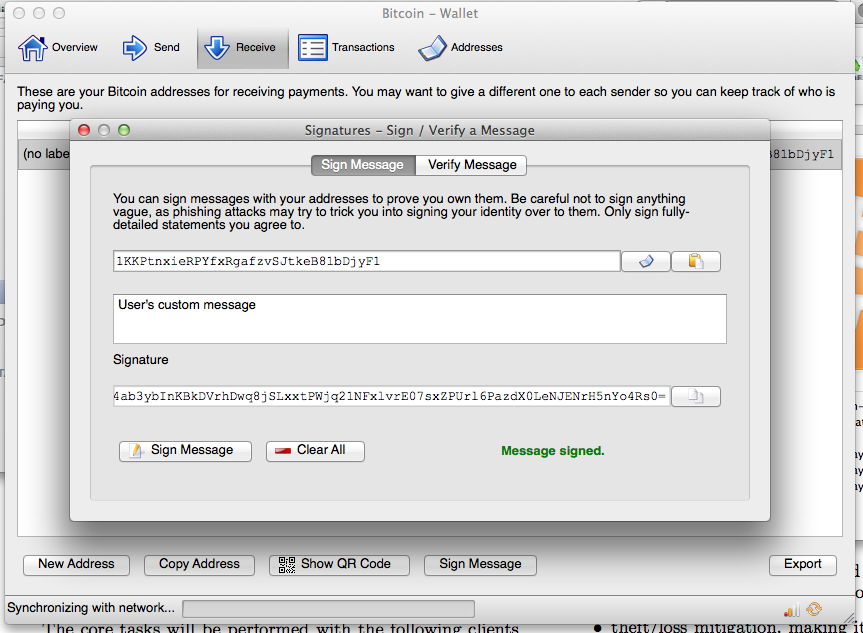 Bitcoin – Wallet
Overview
Send
Receive
Transactions
Addresses
These are your Bitcoin addresses for receiving payments. You may want to give a different one to each sender so you can keep track of who is
paying you.
Signatures – Sign / Verify a Message
(no labe
81bDjyF1
Sign Message
Verify Message
You can sign messages with your addresses to prove you own them. Be careful not to sign anything
vague, as phishing attacks may try to trick you into signing your identity over to them. Only sign fully-
detailed statements you agree to.
1KKPtnxieRPYfxRgafzvSJtkeB81bDjyF1
User's custom message
Signature
4ab3ybInKBkDVrhDwq8jSLxxtPWjq2lNFxlvrE07sxZPUrl6PazdX0LeNJENrH5nYo4Rs0=
Sign Message
Clear All
Message signed.
New Address
Copy Address
Show QR Code
Sign Message
Export
Synchronizing with network...
The core tasks will be performed with the following clients
• theft/loss mitigation, making i